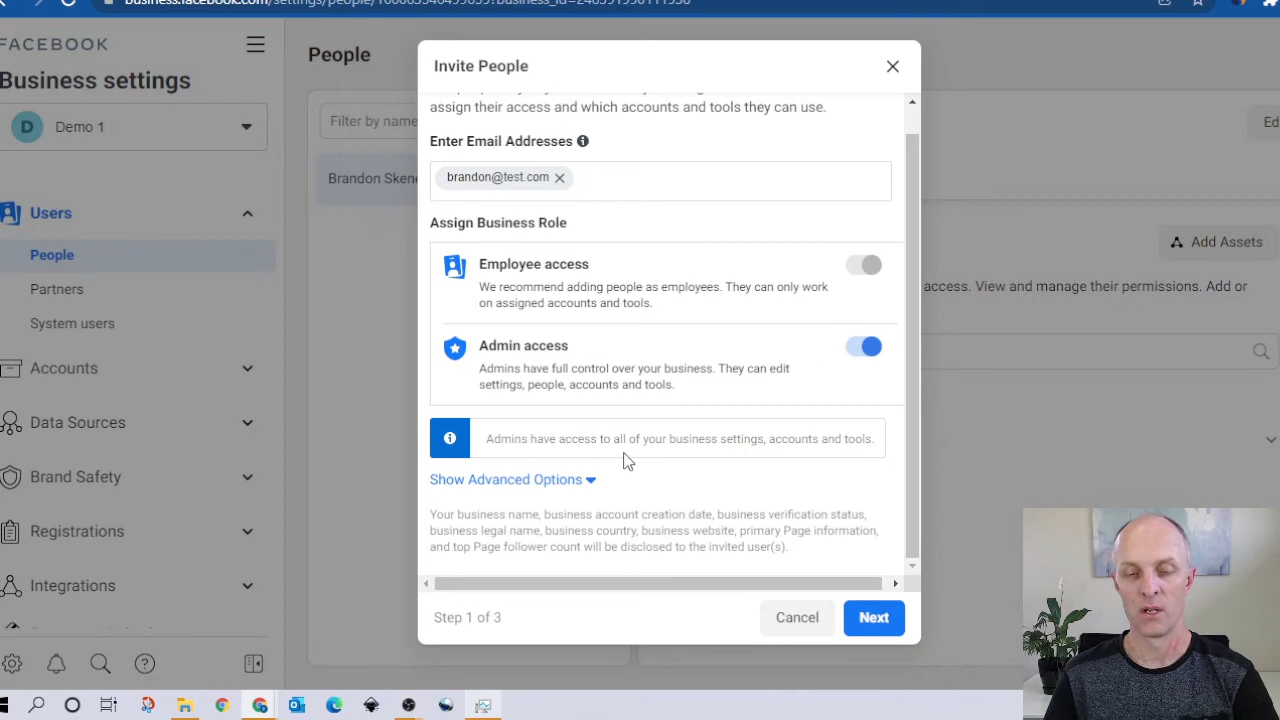 FACEBOOK
Business settings
D Demo 1
Users
People
Partners
System users
Accounts
Data Sources
Brand Safety
Registrations
Integrations
People
Filter by name
Brandon Skene
Ed
Add Assets
access. View and manage their permissions. Add or
Invite People
assign their access and which accounts and tools they can use.
Enter Email Addresses
brandon@test.com
Assign Business Role
Employee access
We recommend adding people as employees. They can only work
on assigned accounts and tools.
Admin access
Admins have full control over your business. They can edit
settings, people, accounts and tools.
Admins have access to all of your business settings, accounts and tools.
Show Advanced Options
Your business name, business account creation date, business verification status,
business legal name, business country, business website, primary Page information,
and top Page follower count will be disclosed to the invited user(s).
Step 1 of 3
Cancel
Next